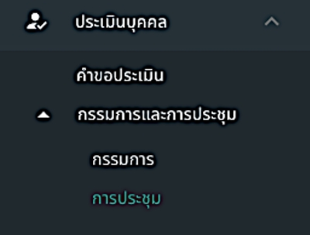 ประเมินบุคคล
คำขอประเมิน
กรรมการและการประชุม
กรรมการ
การประชุม